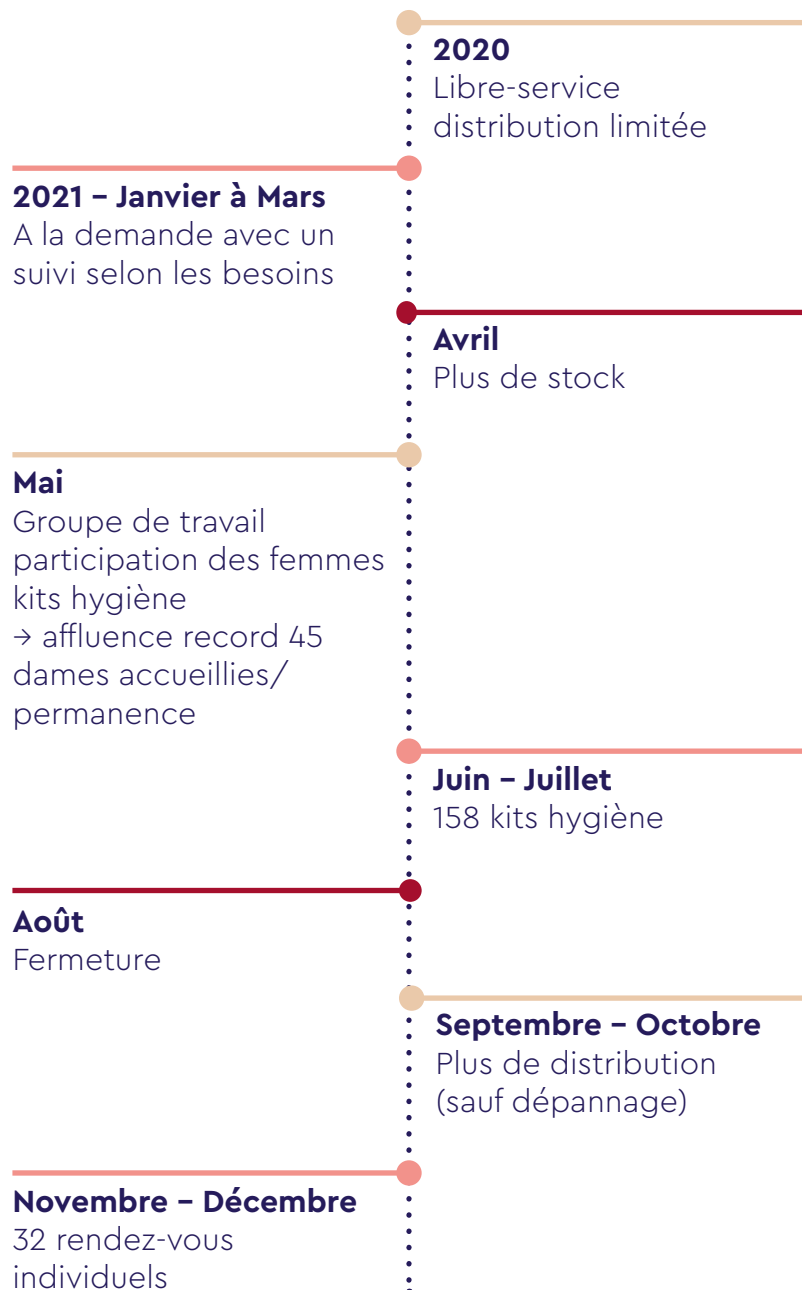 2020
Libre-service
distribution limitée
2021 – Janvier à Mars
A la demande avec un
suivi selon les besoins
Avril
Plus de stock
Mai
Groupe de travail
participation des femmes
kits hygiène
→ affluence record 45
dames accueillies/
permanence
Juin – Juillet
158 kits hygiène
Août
Fermeture
Septembre – Octobre
Plus de distribution
(sauf dépannage)
Novembre – Décembre
32 rendez-vous
individuels